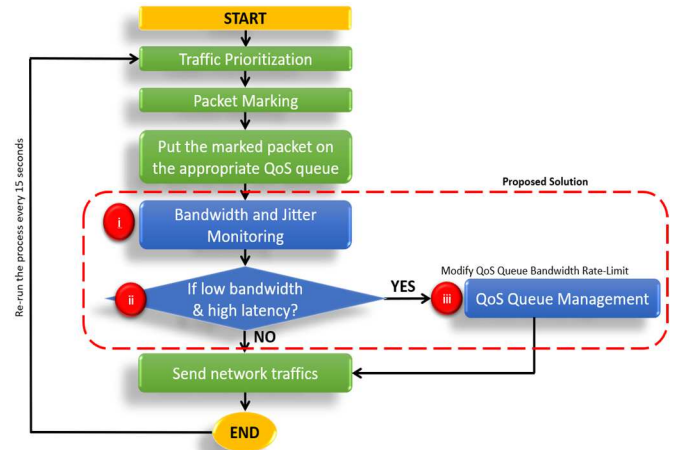 START
Traffic Prioritization
Packet Marking
Put the marked packet on
the appropriate QoS queue
Proposed Solution
i
Bandwidth and Jitter
Monitoring
ii
If low bandwidth
& high latency?
YES
Modify QoS Queue Bandwidth Rate-Limit
iii
QoS Queue Management
NO
Send network traffics
END
Re-run the process every 15 seconds